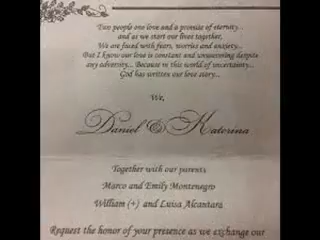 Two people one love and a promise of eternity...
and as we start our lives together,
We are faced with fears, worries and anxiety...
But I know our love is constant and unwavering despite
any adversity... Because in this world of uncertainty...
God has written our love story...
We,
Daniel & Katerina
Together with our parents
Marco and Emily Montenegro
William (+) and Luisa Alcantara
Request the honor of your presence as we exchange our